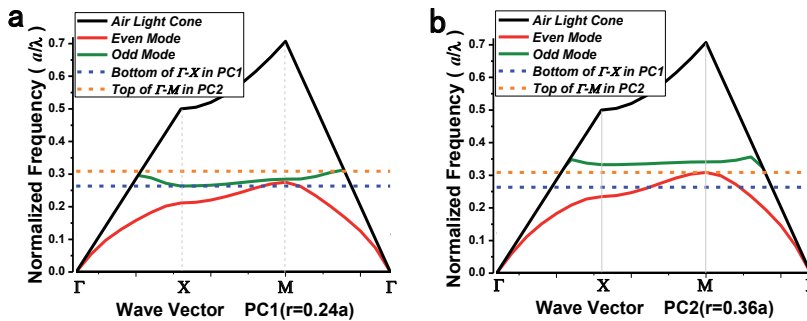 a
Normalized Frequency ( a/λ )
0.7
0.6
0.5
0.4
0.3
0.2
0.1
0.0
Air Light Cone
Even Mode
Odd Mode
Bottom of Γ-X in PC1
Top of Γ-M in PC2
Γ X M Γ
Wave Vector PC1(r=0.24a)
b
Normalized Frequency ( a/λ )
0.7
0.6
0.5
0.4
0.3
0.2
0.1
0.0
Air Light Cone
Even Mode
Odd Mode
Bottom of Γ-X in PC1
Top of Γ-M in PC2
Γ X M
Wave Vector PC2(r=0.36a)